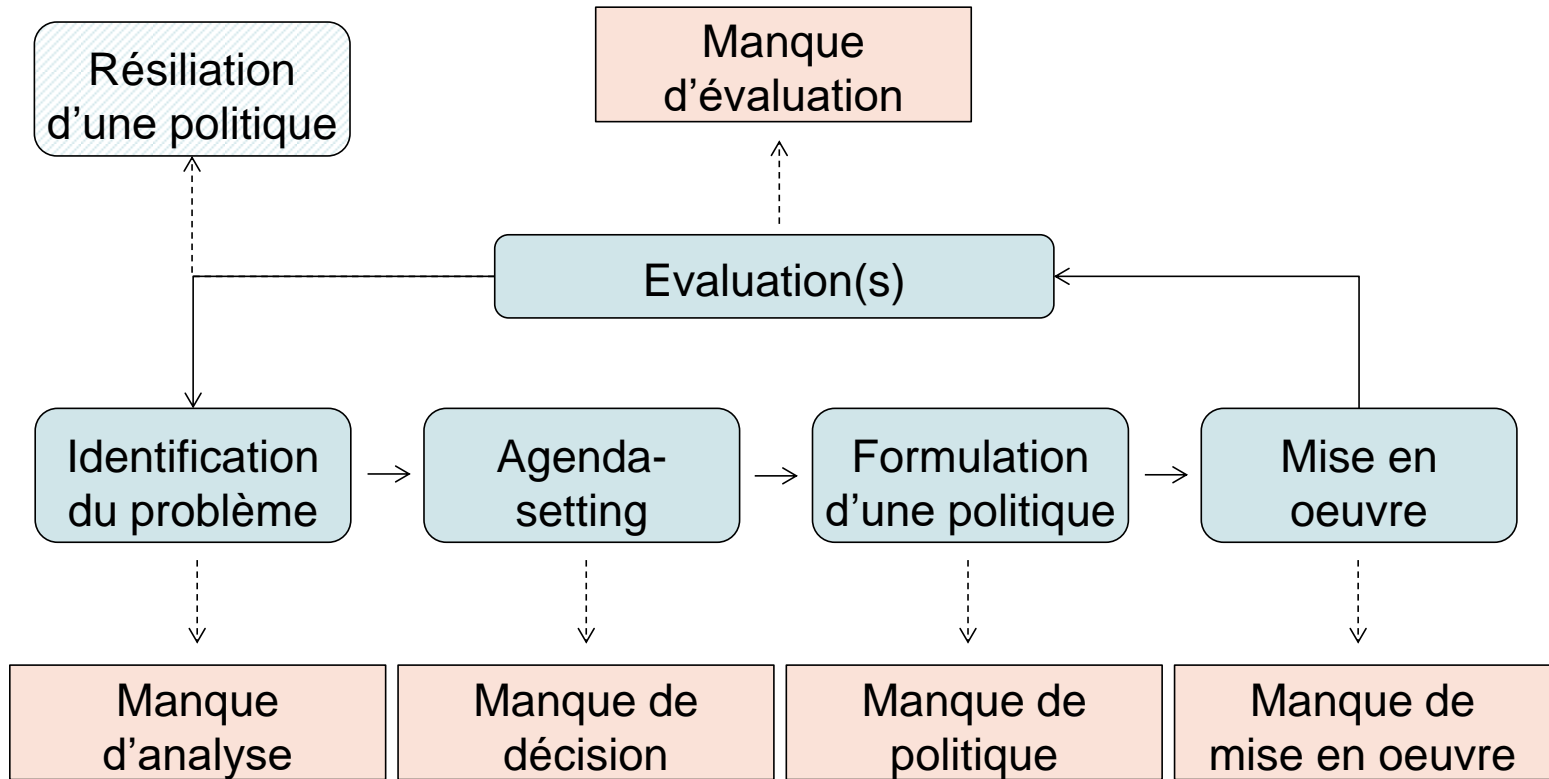 Résiliation
d’une politique
Manque
d’évaluation
Evaluation(s)
Identification
du problème
Agenda-
setting
Formulation
d’une politique
Mise en
oeuvre
Manque
d’analyse
Manque de
décision
Manque de
politique
Manque de
mise en oeuvre